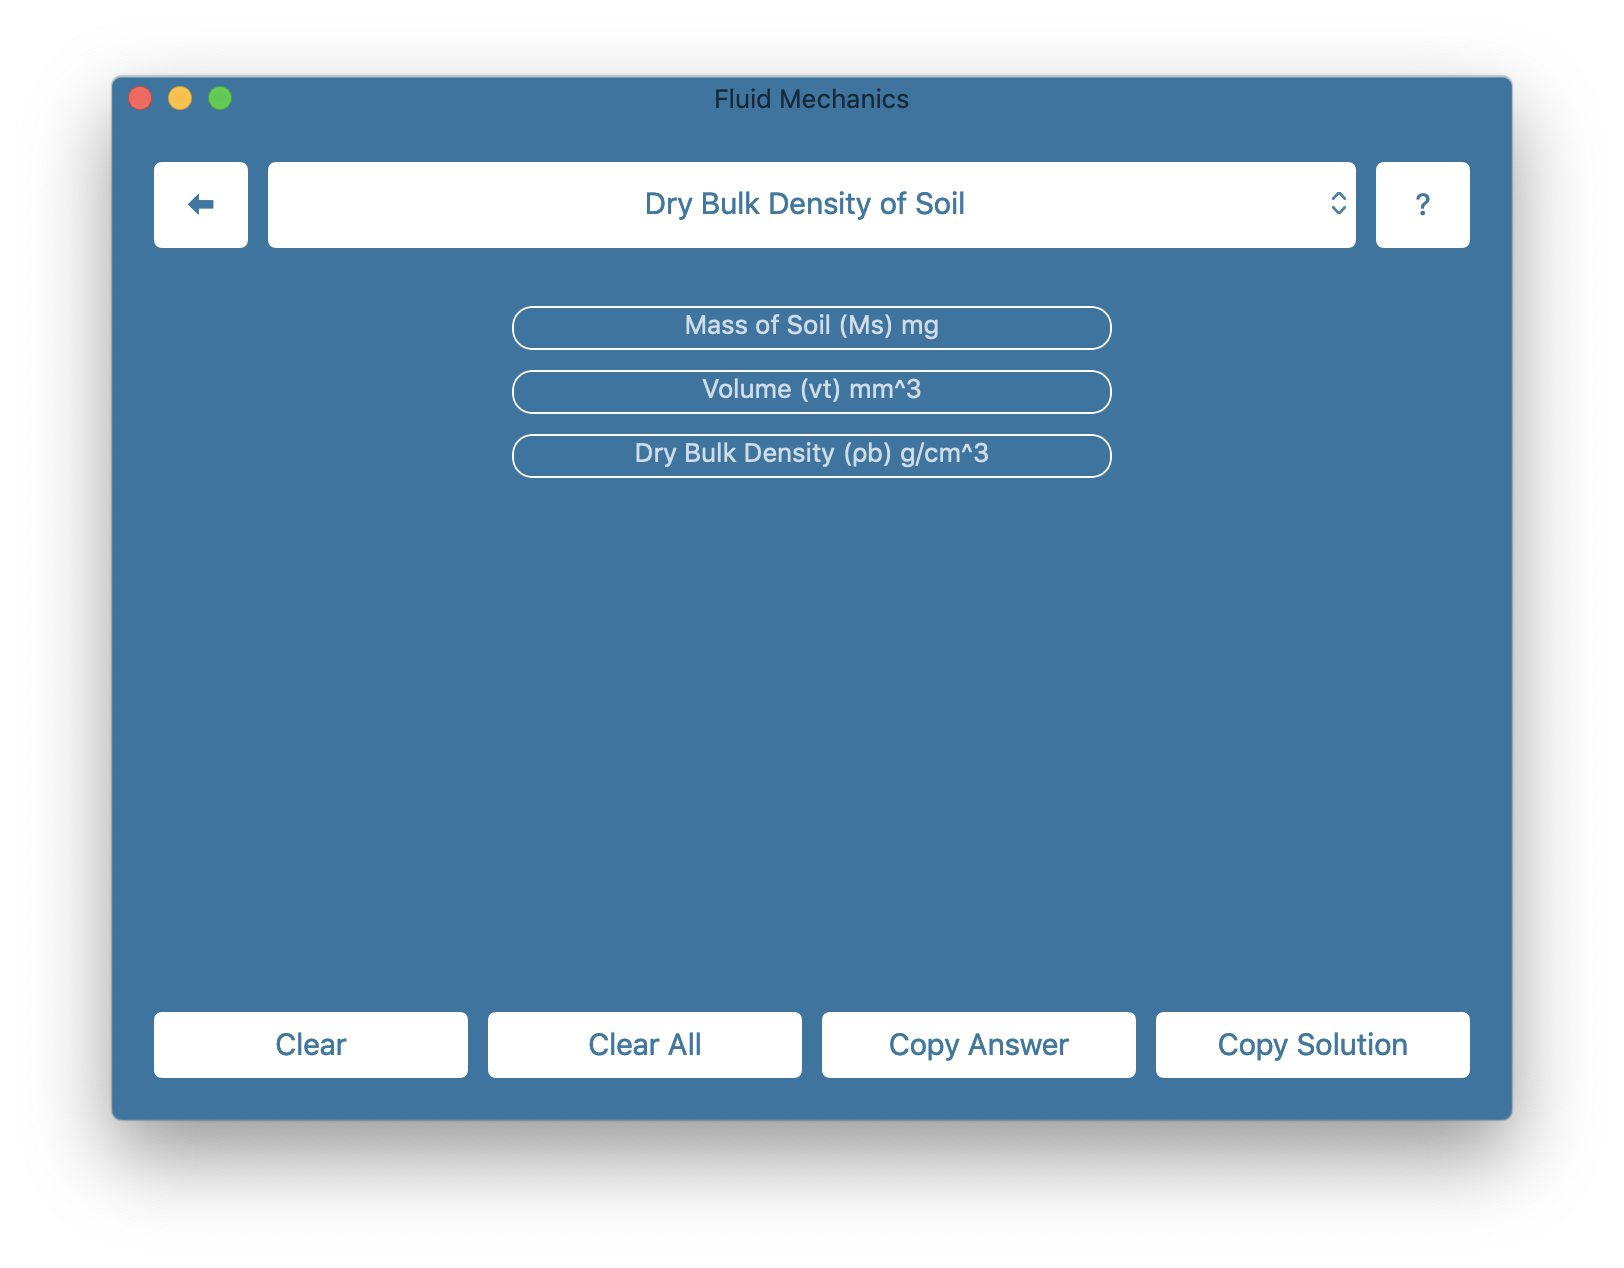 Fluid Mechanics
Dry Bulk Density of Soil
?
Mass of Soil (Ms) mg
Volume (vt) mm^3
Dry Bulk Density (ρb) g/cm^3
Clear
Clear All
Copy Answer
Copy Solution